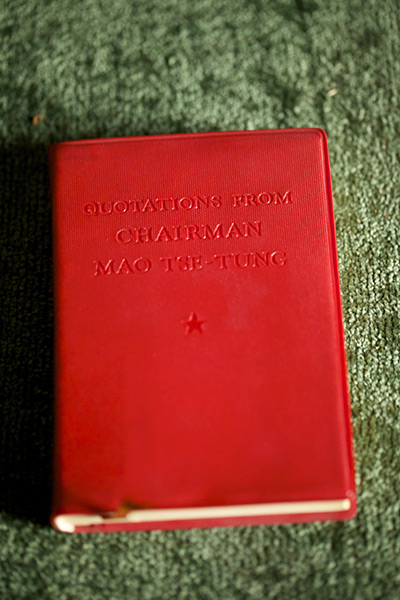 QUOTATIONS FROM
CHAIRMAN
MAO TSE-TUNG